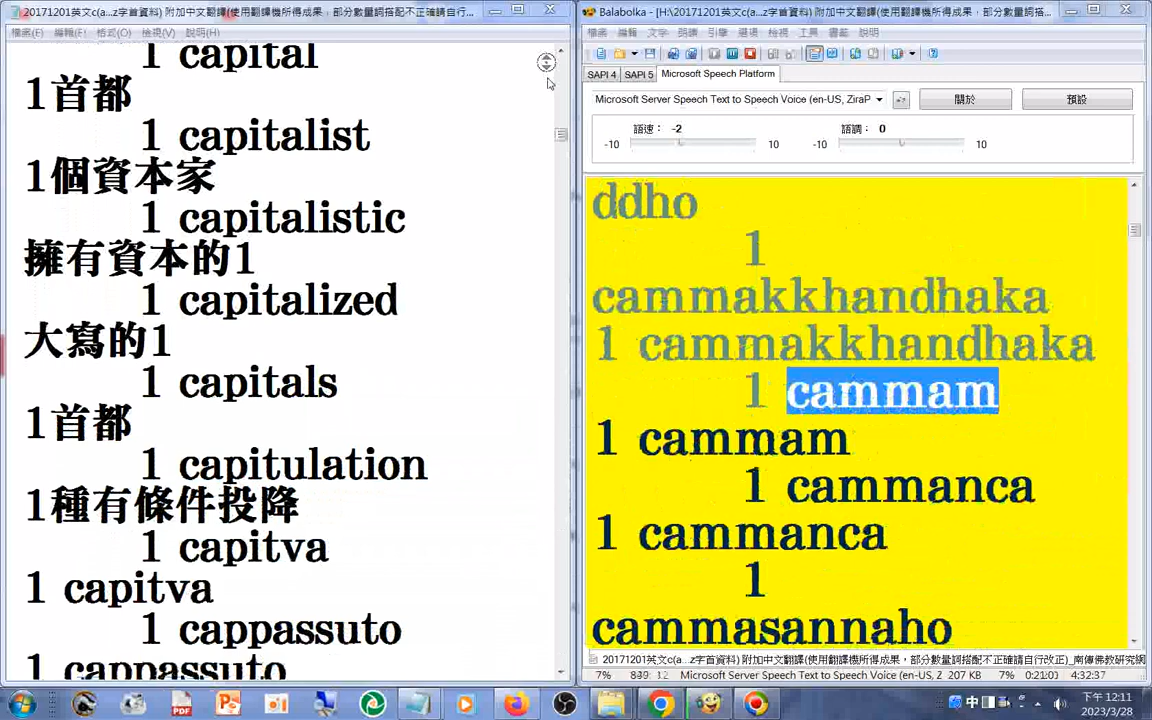 20171201英文c(a...z字首資料) 附加中文翻譯(使用翻譯機所得成果，部分數量詞搭配不正確請自行改正)...
檔案(F) 編輯(E) 格式(O) 檢視(V) 說明(H)
1 capital
1首都
1 capitalist
1個資本家
1 capitalistic
擁有資本的1
1 capitalized
大寫的1
1 capitals
1首都
1 capitulation
1種有條件投降
1 capitva
1 capitva
1 cappassuto
1 cappassuto
Balabolka - [H:\20171201英文c(a...z字首資料) 附加中文翻譯(使用翻譯機所得成果，部分數量詞搭配不...
檔案 編輯 文字 朗讀 引擎 選項 檢視 工具 書籤 說明
SAPI 4 SAPI 5 Microsoft Speech Platform
Microsoft Server Speech Text to Speech Voice (en-US, ZiraP
關於 預設
語速： -2 語調： 0
-10 10 -10 10
ddho
1
cammakkhandhaka
1 cammakkhandhaka
1 cammam
1 cammam
1 cammanca
1 cammanca
1
cammasannaho
20171201英文c(a...z字首資料) 附加中文翻譯(使用翻譯機所得成果，部分數量詞搭配不正確請自行改正)_南傳佛教研究網
7% 839: 12 Microsoft Server Speech Text to Speech Voice (en-US, Z 207 KB 7% 0:21:03 4:32:37
中
下午 12:11
2023/3/28